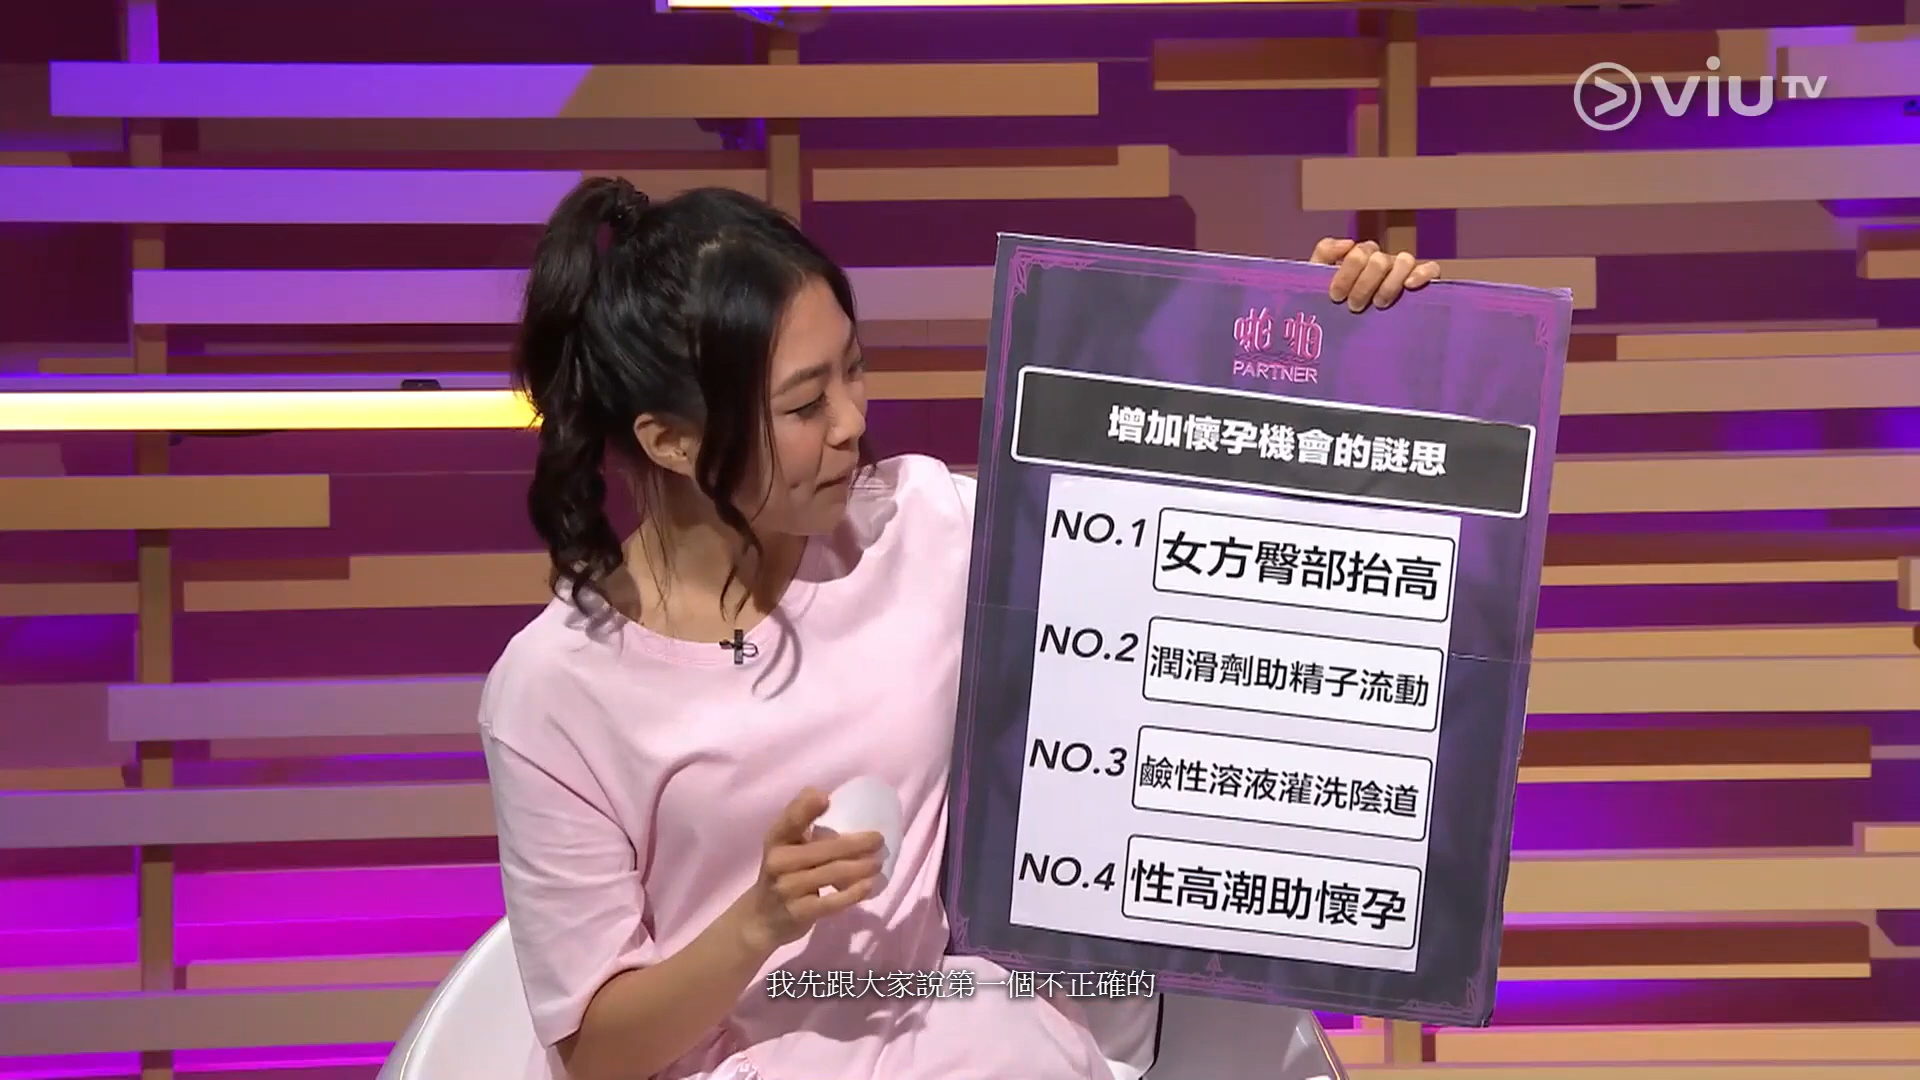 viu TV
啪啪
PARTNER
增加懷孕機會的謎思
NO.1 女方臀部抬高
NO.2 潤滑劑助精子流動
NO.3 鹼性溶液灌洗陰道
NO.4 性高潮助懷孕
我先跟大家說第一個不正確的